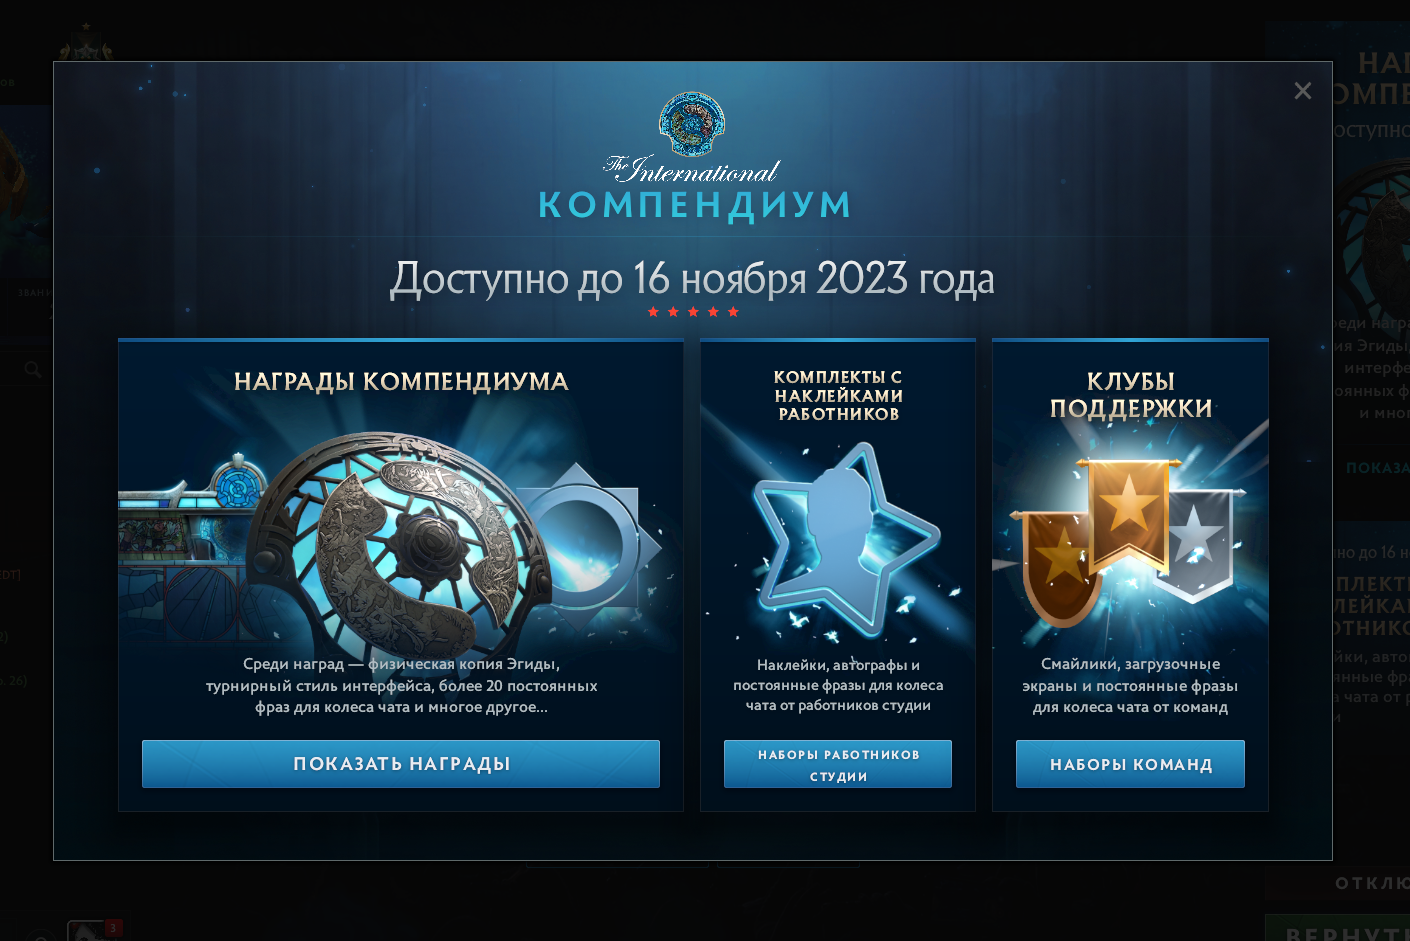 The International
КОМПЕНДИУМ
Доступно до 16 ноября 2023 года
НАГРАДЫ КОМПЕНДИУМА
Среди наград — физическая копия Эгиды,
турнирный стиль интерфейса, более 20 постоянных
фраз для колеса чата и многое другое...
ПОКАЗАТЬ НАГРАДЫ
КОМПЛЕКТЫ С
НАКЛЕЙКАМИ
РАБОТНИКОВ
Наклейки, автографы и
постоянные фразы для колеса
чата от работников студии
НАБОРЫ РАБОТНИКОВ
СТУДИИ
КЛУБЫ
ПОДДЕРЖКИ
Смайлики, загрузочные
экраны и постоянные фразы
для колеса чата от команд
НАБОРЫ КОМАНД
3